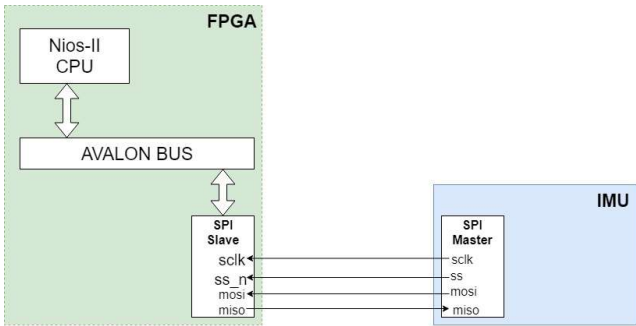 FPGA
Nios-II
CPU
AVALON BUS
IMU
SPI
Slave
sclk
ss_n
mosi
miso
SPI
Master
sclk
ss
mosi
miso